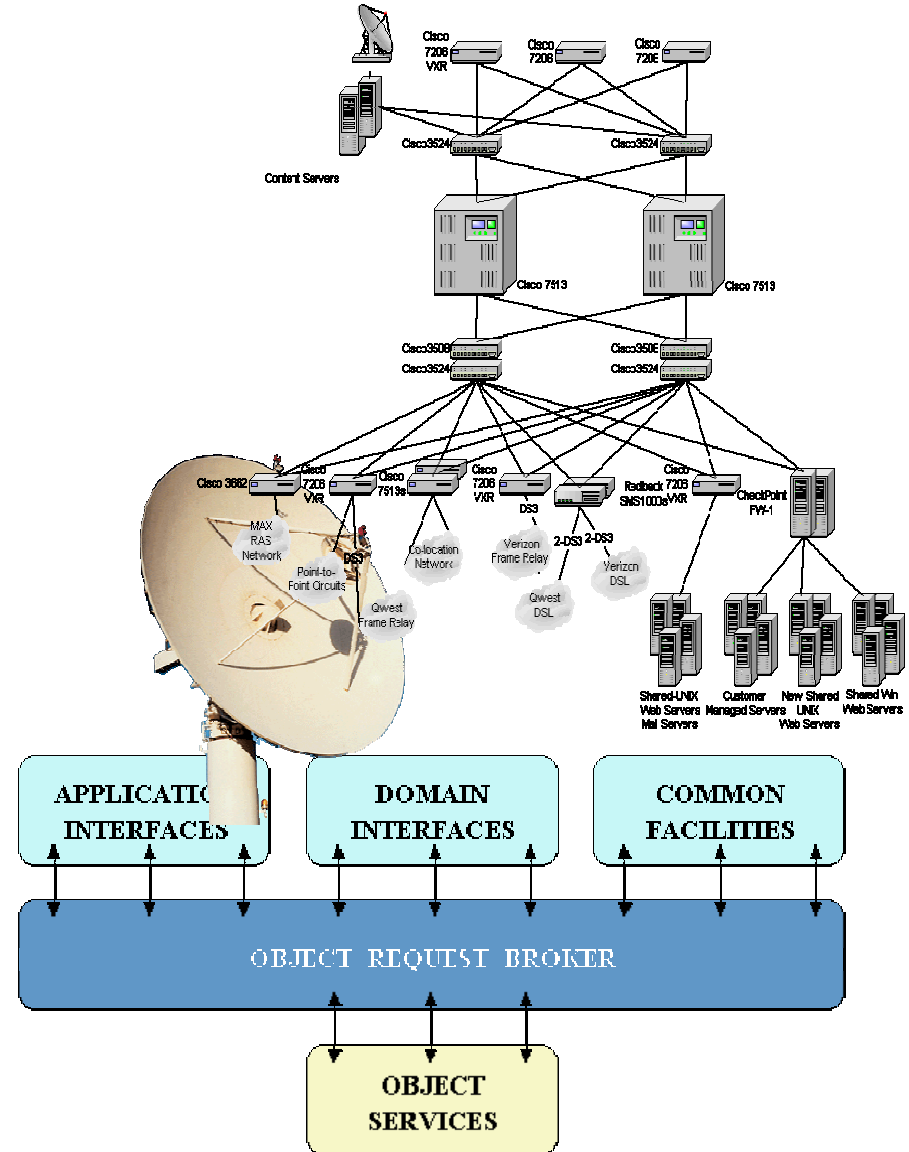 Cisco
7206
VXR
Cisco
7206
Cisco
7206
Cisco3524
Cisco3524
Content Servers
Cisco 7513
Cisco 7513
Cisco3508
Cisco3524
Cisco3508
Cisco3524
Cisco 3662
Cisco
7206
VXR
Cisco
7513s
Cisco
7206
VXR
Redback
SMS1000s
Cisco
7206
VXR
CheckPoint
FW-1
DS3
MAX
RAS
Network
Point-to-
Point Circuits
DS3
Qwest
Frame Relay
Co-location
Network
Verizon
Frame Relay
2-DS3
2-DS3
Qwest
DSL
Verizon
DSL
Shared-UNIX
Web Servers
Mail Servers
Customer
Managed Servers
New Shared
UNIX
Web Servers
Shared Win
Web Servers
INTERFACES
DOMAIN
INTERFACES
COMMON
FACILITIES
OBJECT REQUEST BROKER
OBJECT
SERVICES